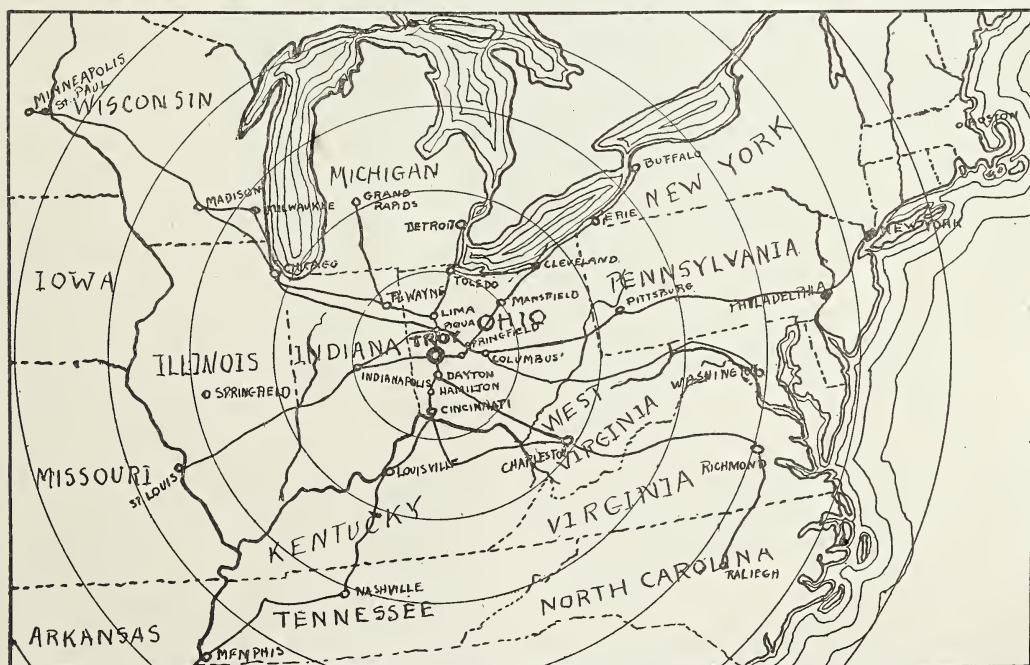 MINNEAPOLIS
ST. PAUL
WISCONSIN
BOSTON
NEW YORK
BUFFALO
MICHIGAN
GRAND
RAPIDS
MADISON
MILWAUKEE
DETROIT
ERIE
NEW YORK
CHICAGO
TOLEDO
CLEVELAND
PENNSYLVANIA
IOWA
FT. WAYNE
MANSFIELD
PITTSBURG
PHILADELPHIA
LIMA
PIQUA
OHIO
TROY
SPRINGFIELD
ILLINOIS
INDIANA
COLUMBUS
INDIANAPOLIS
DAYTON
WASHINGTON
SPRINGFIELD
HAMILTON
CINCINNATI
WEST
VIRGINIA
CHARLESTON
RICHMOND
MISSOURI
ST. LOUIS
LOUISVILLE
KENTUCKY
VIRGINIA
NORTH CAROLINA
RALIEGH
NASHVILLE
TENNESSEE
ARKANSAS
MEMPHIS